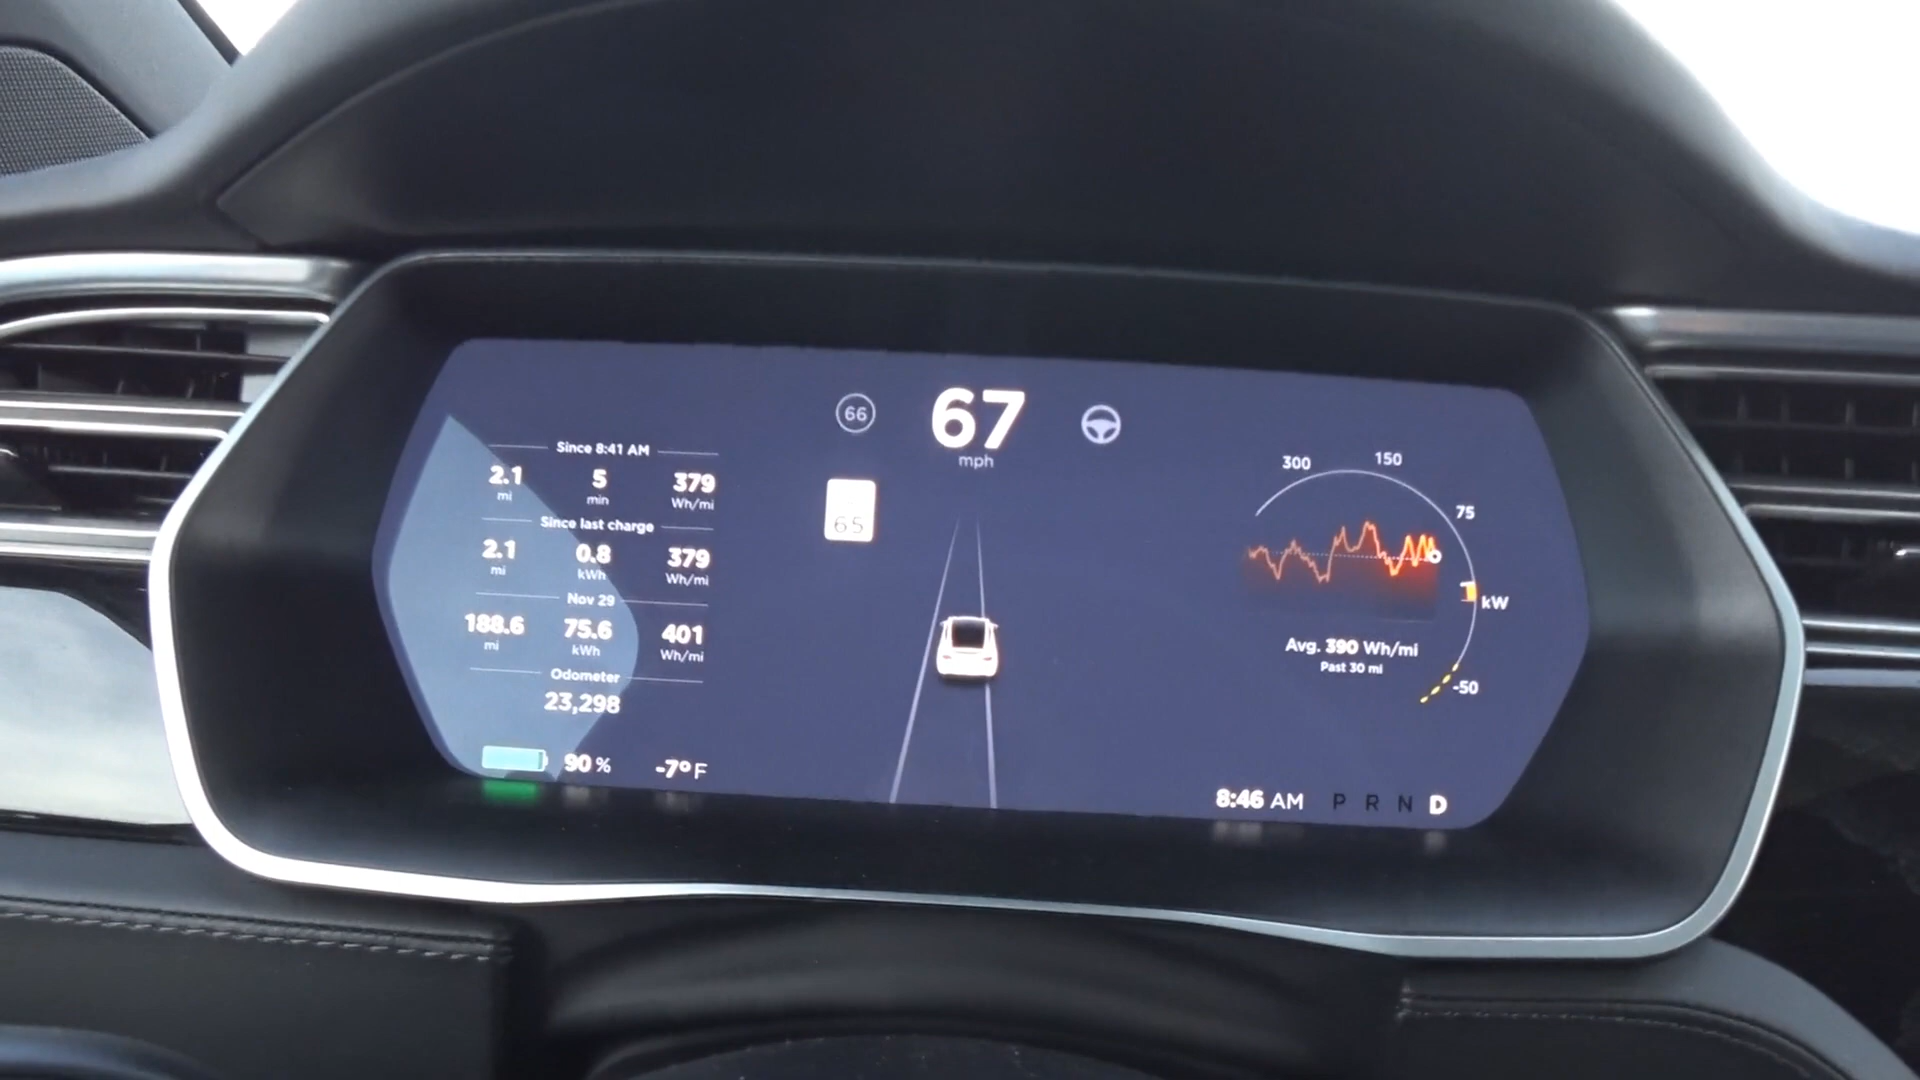 66
67
mph
65
Since 8:41 AM
2.1 5 379
mi min Wh/mi
Since last charge
2.1 0.8 379
mi kWh Wh/mi
Nov 29
188.6 75.6 401
mi kWh Wh/mi
Odometer
23,298
90 % -7° F
300 150
75
kW
-50
Avg. 390 Wh/mi
Past 30 mi
8:46 AM P R N D